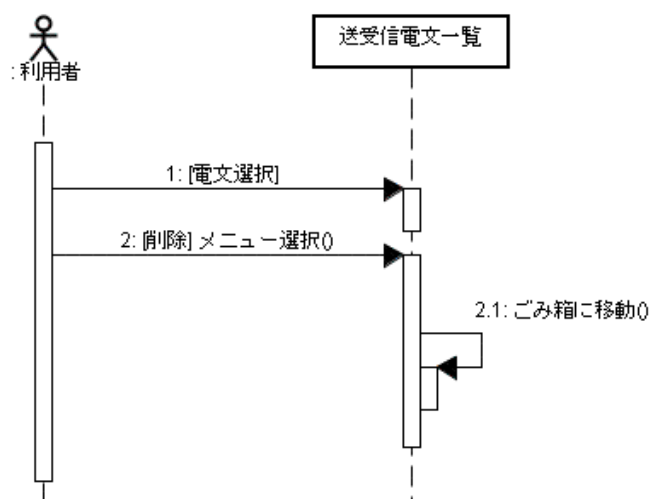 送受信電文一覧
: 利用者
1: [電文選択]
2: [削除] メニュー選択()
2.1: ごみ箱に移動()